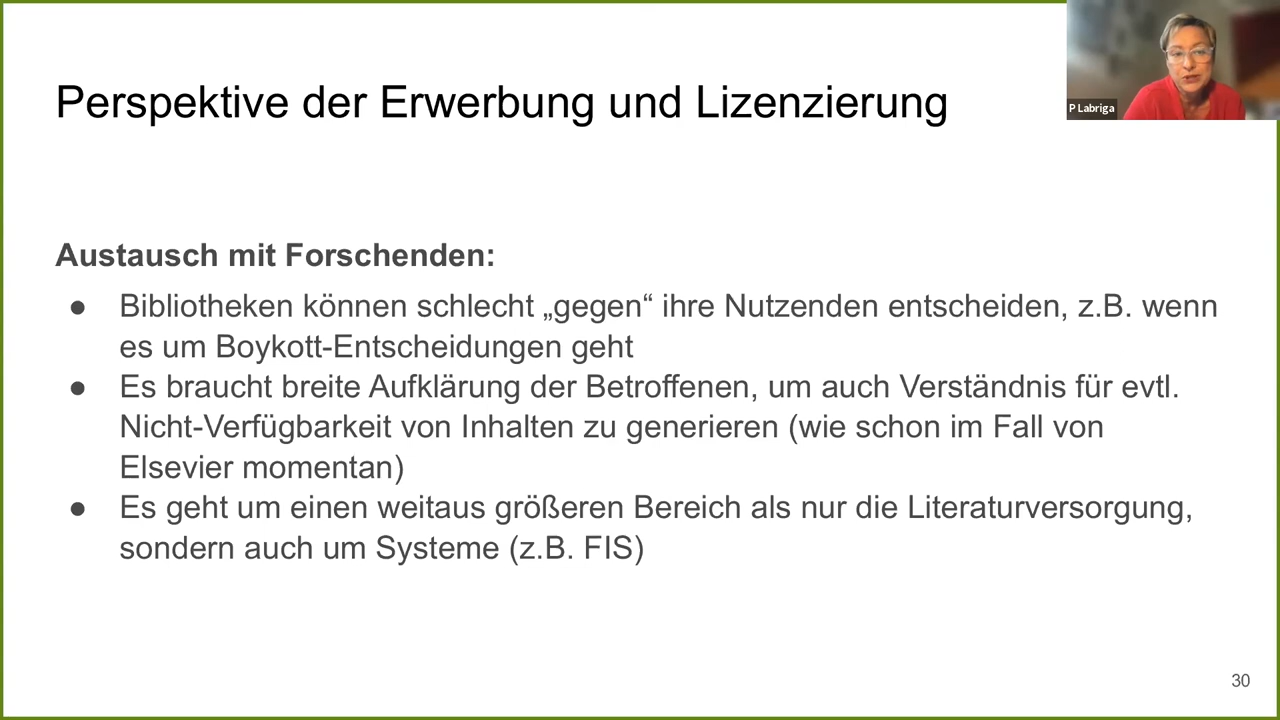 Perspektive der Erwerbung und Lizenzierung
P Labriga
Austausch mit Forschenden:
● Bibliotheken können schlecht „gegen“ ihre Nutzenden entscheiden, z.B. wenn
es um Boykott-Entscheidungen geht
● Es braucht breite Aufklärung der Betroffenen, um auch Verständnis für evtl.
Nicht-Verfügbarkeit von Inhalten zu generieren (wie schon im Fall von
Elsevier momentan)
● Es geht um einen weitaus größeren Bereich als nur die Literaturversorgung,
sondern auch um Systeme (z.B. FIS)
30